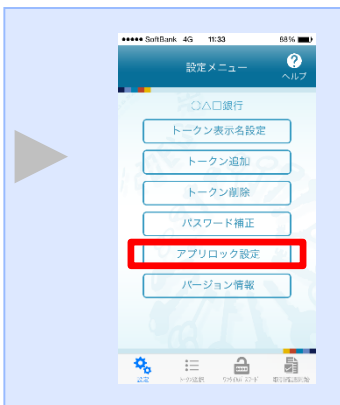 SoftBank 4G 11:33 88%
設定メニュー
ヘルプ
○△□銀行
トークン表示名設定
トークン追加
トークン削除
パスワード補正
アプリロック設定
バージョン情報
設定